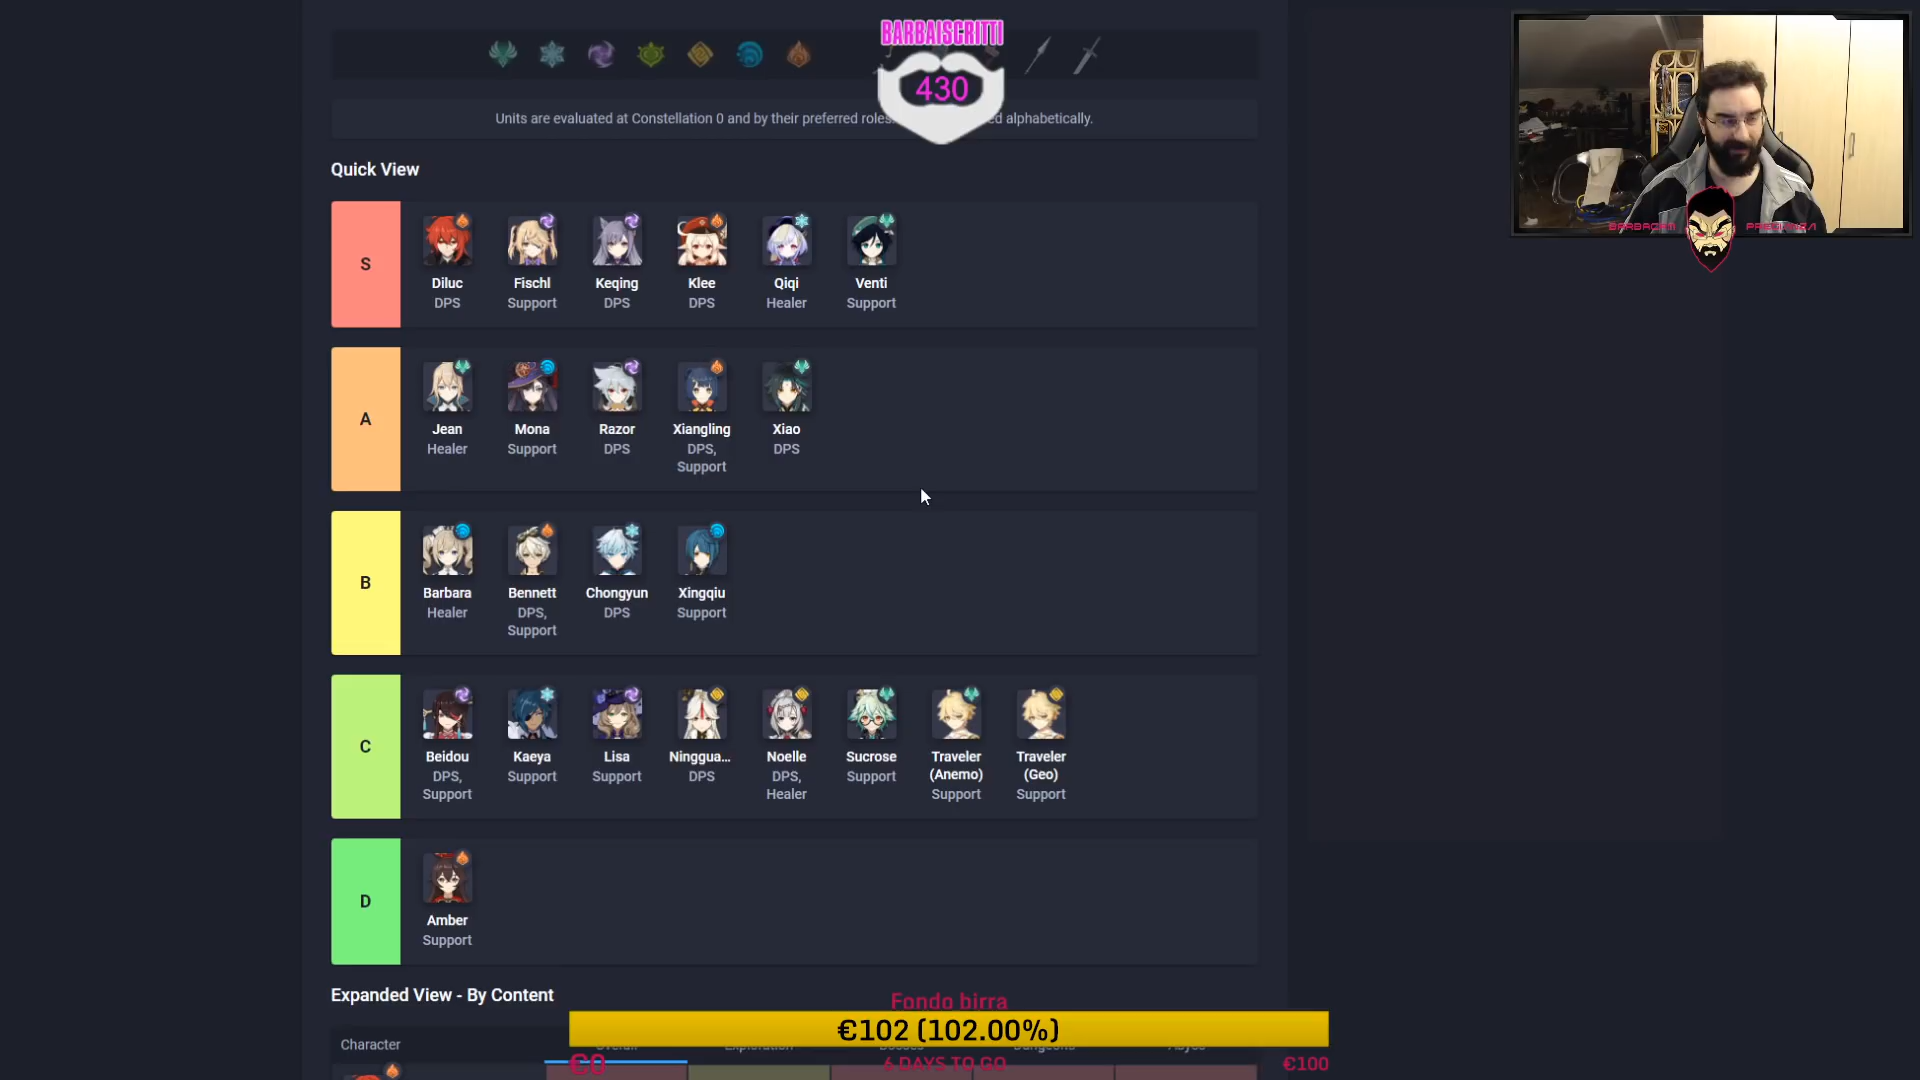 BARBAISCRITTI
430
Units are evaluated at Constellation 0 and by their preferred roles d alphabetically.
Quick View
S
Diluc
DPS
Fischl
Support
Keqing
DPS
Klee
DPS
Qiqi
Healer
Venti
Support
A
Jean
Healer
Mona
Support
Razor
DPS
Xiangling
DPS,
Support
Xiao
DPS
B
Barbara
Healer
Bennett
DPS,
Support
Chongyun
DPS
Xingqiu
Support
C
Beidou
DPS,
Support
Kaeya
Support
Lisa
Support
Ninggua...
DPS
Noelle
DPS,
Healer
Sucrose
Support
Traveler
(Anemo)
Support
Traveler
(Geo)
Support
D
Amber
Support
Expanded View - By Content
Fondo birra
€102 (102.00%)
Character
€0
6 DAYS TO GO
€100